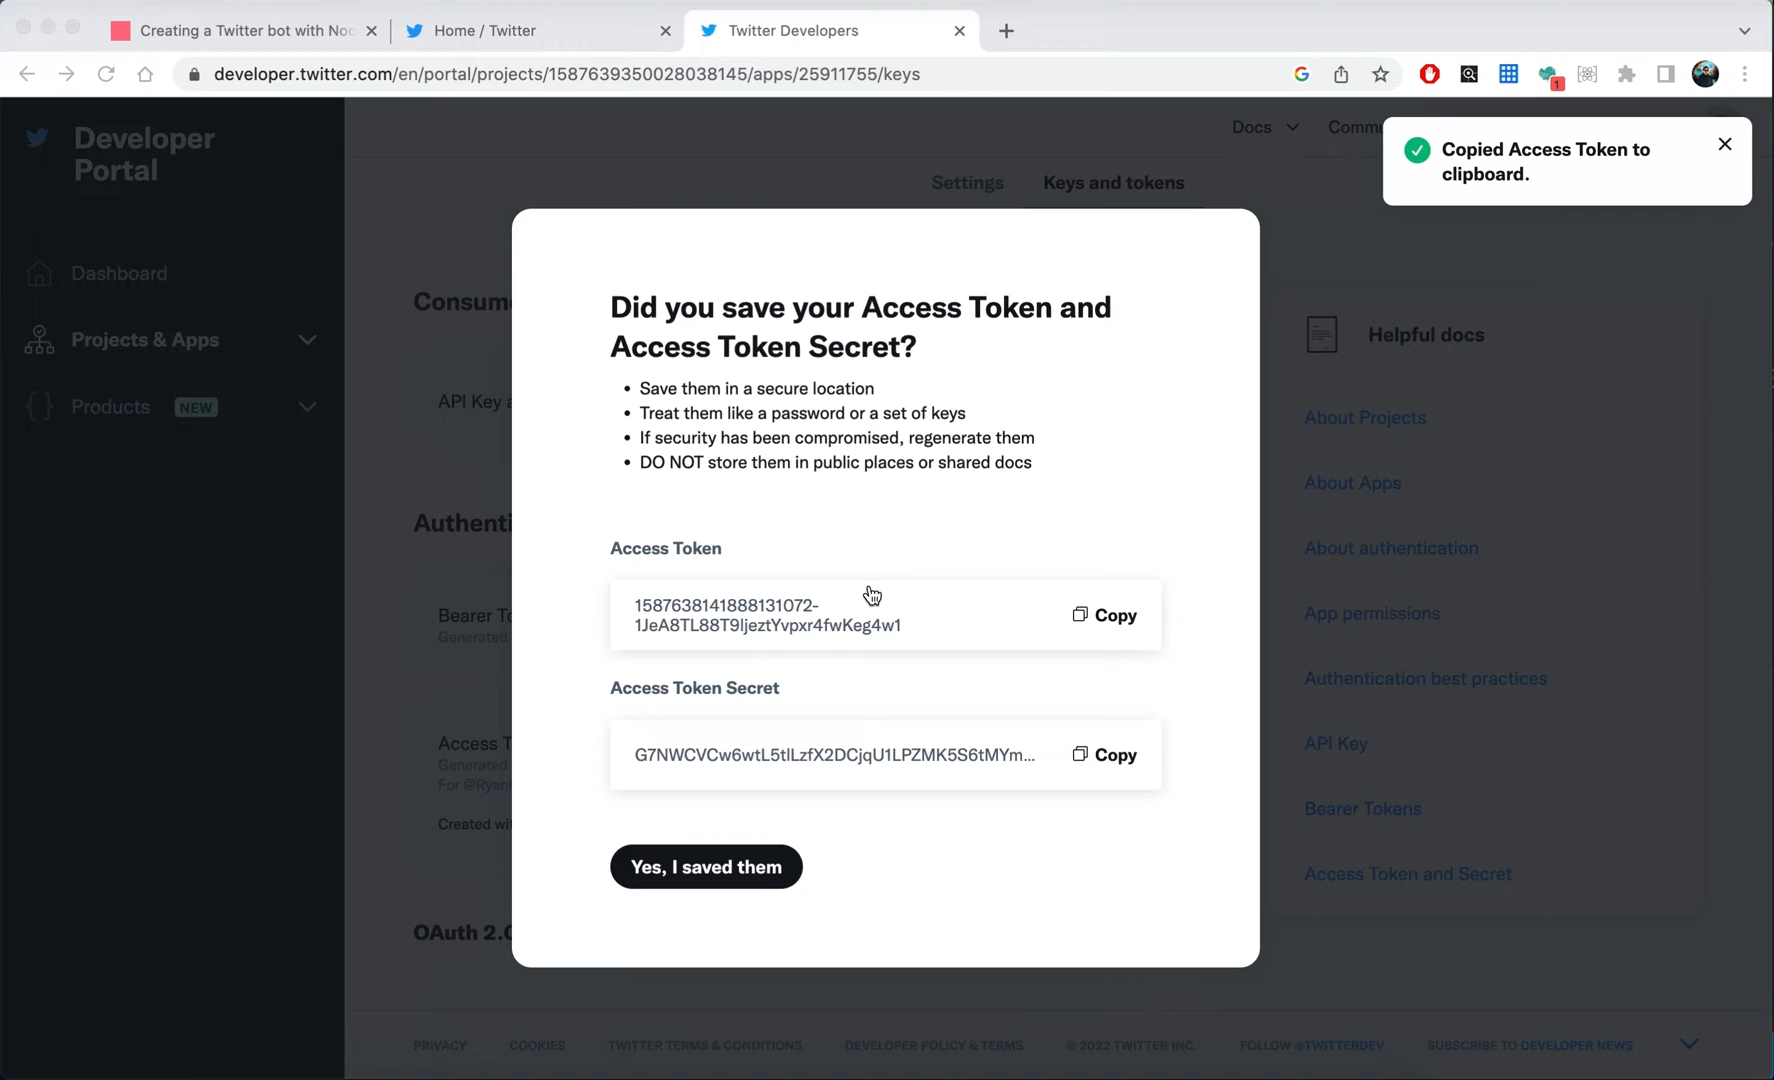 Creating a Twitter bot with Noo
Home / Twitter
Twitter Developers
developer.twitter.com/en/portal/projects/1587639350028038145/apps/25911755/keys
1
Developer
Portal
Docs
Commu
Copied Access Token to
clipboard.
Settings
Keys and tokens
Dashboard
Projects & Apps
Products NEW
Consume
API Key a
Authenti
Bearer To
Generated
Access T
Generated
For @Ryan
Created wit
OAuth 2.0
Did you save your Access Token and
Access Token Secret?
• Save them in a secure location
• Treat them like a password or a set of keys
• If security has been compromised, regenerate them
• DO NOT store them in public places or shared docs
Access Token
1587638141888131072-
1JeA8TL88T9ljeztYvpxr4fwKeg4w1
Copy
Access Token Secret
G7NWCVCw6wtL5tlLzfX2DCjqU1LPZMK5S6tMYm...
Copy
Yes, I saved them
Helpful docs
About Projects
About Apps
About authentication
App permissions
Authentication best practices
API Key
Bearer Tokens
Access Token and Secret
PRIVACY
COOKIES
TWITTER TERMS & CONDITIONS
DEVELOPER POLICY & TERMS
© 2022 TWITTER INC.
FOLLOW @TWITTERDEV
SUBSCRIBE TO DEVELOPER NEWS